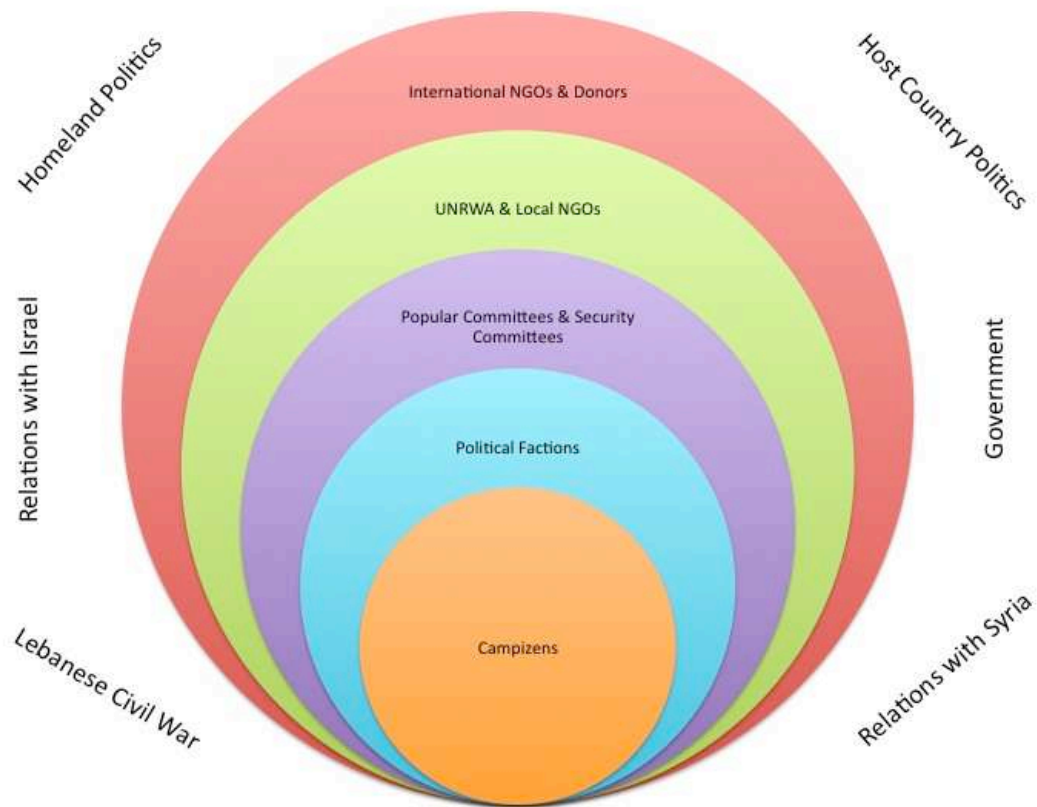 Homeland Politics
Host Country Politics
International NGOs & Donors
UNRWA & Local NGOs
Relations with Israel
Popular Committees & Security
Committees
Government
Political Factions
Lebanese Civil War
Campizens
Relations with Syria